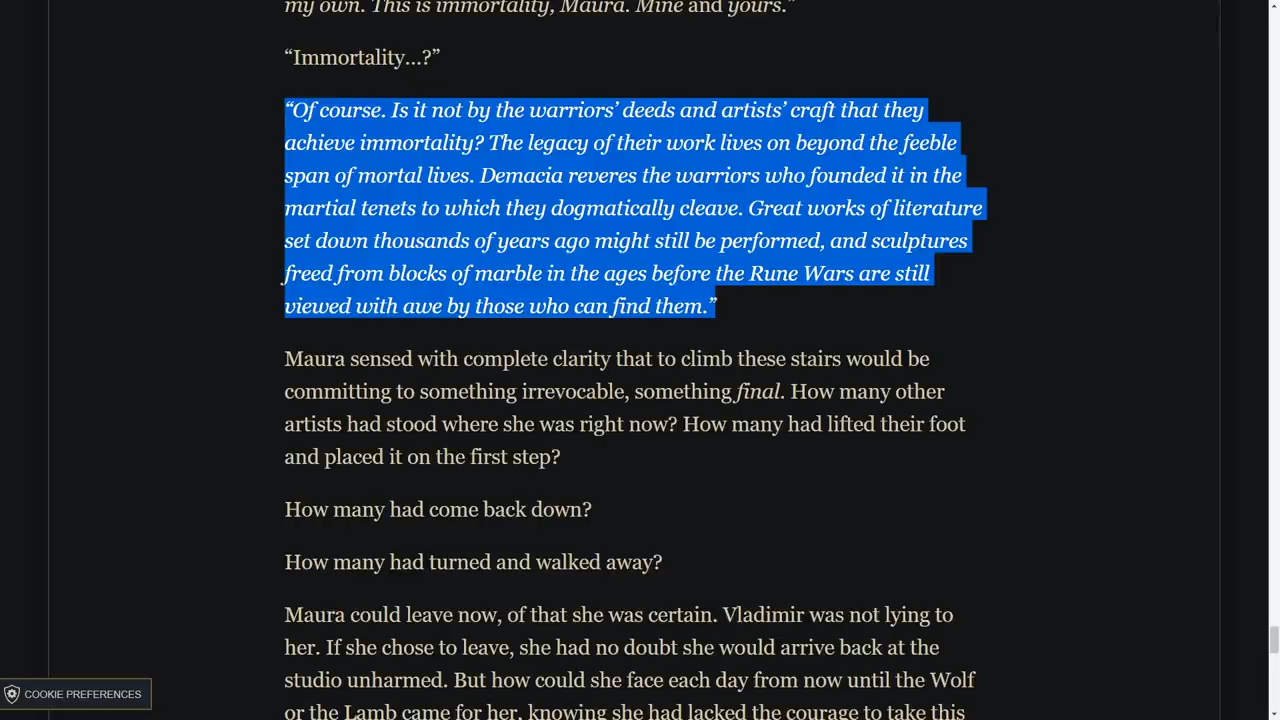 my own. This is immortality, Maura. Mine and yours.”
“Immortality…?”
“Of course. Is it not by the warriors’ deeds and artists’ craft that they
achieve immortality? The legacy of their work lives on beyond the feeble
span of mortal lives. Demacia reveres the warriors who founded it in the
martial tenets to which they dogmatically cleave. Great works of literature
set down thousands of years ago might still be performed, and sculptures
freed from blocks of marble in the ages before the Rune Wars are still
viewed with awe by those who can find them.”
Maura sensed with complete clarity that to climb these stairs would be
committing to something irrevocable, something final. How many other
artists had stood where she was right now? How many had lifted their foot
and placed it on the first step?
How many had come back down?
How many had turned and walked away?
Maura could leave now, of that she was certain. Vladimir was not lying to
her. If she chose to leave, she had no doubt she would arrive back at the
studio unharmed. But how could she face each day from now until the Wolf
or the Lamb came for her, knowing she had lacked the courage to take this
COOKIE PREFERENCES